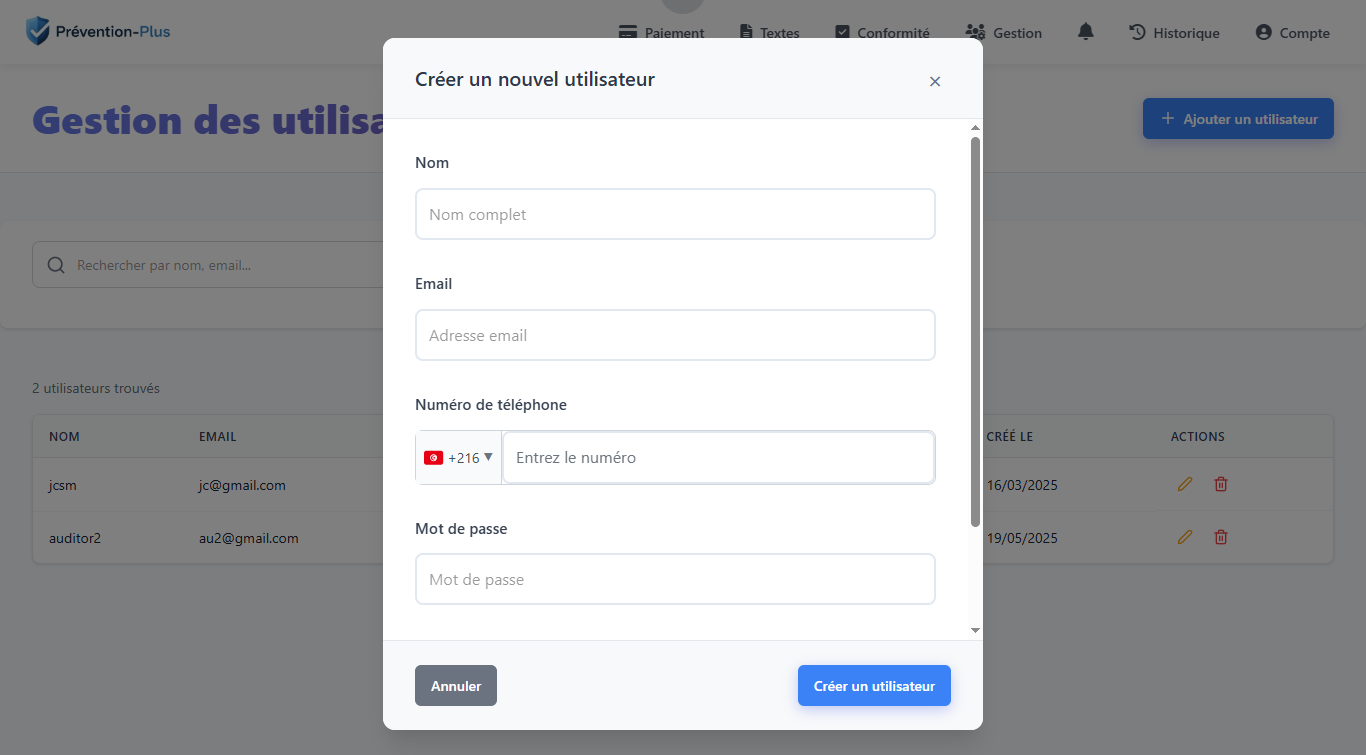 Prévention-Plus
Paiement
Textes
Conformité
Gestion
Historique
Compte
Créer un nouvel utilisateur
×
Gestion des utilisa
+ Ajouter un utilisateur
Nom
Nom complet
Rechercher par nom, email...
Email
Adresse email
2 utilisateurs trouvés
Numéro de téléphone
+216 Entrez le numéro
NOM EMAIL CRÉÉ LE ACTIONS
jcsm jc@gmail.com 16/03/2025
Mot de passe
auditor2 au2@gmail.com 19/05/2025
Mot de passe
Annuler
Créer un utilisateur